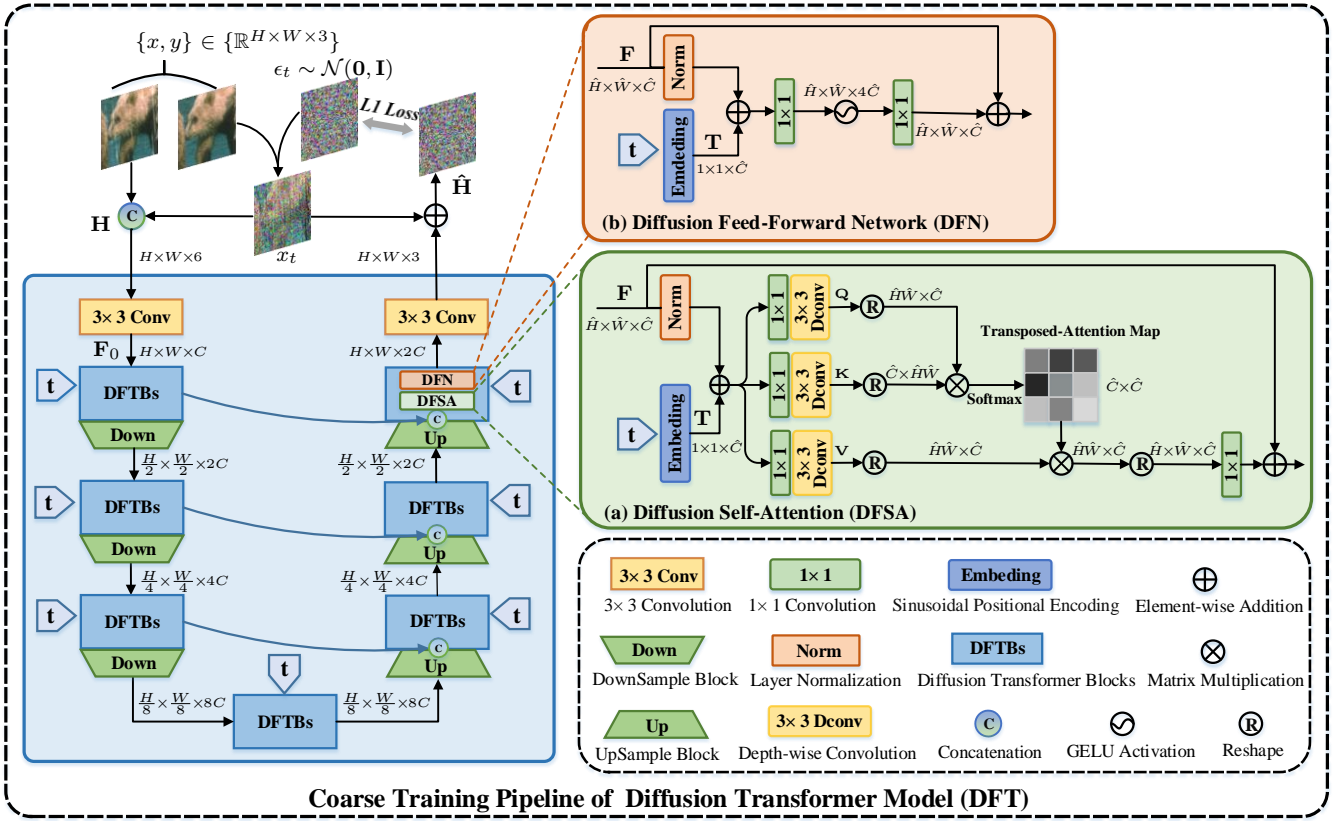 {x, y} ∈ {ℝ^{H×W×3}}
ϵ_t ∼ 𝒩(𝟎, 𝐈)
L1 Loss
Ĥ
H
C
x_t
H×W×6
H×W×3
3× 3 Conv
3× 3 Conv
F_0
H×W×C
H×W×2C
t
DFTBs
DFN
DFSA
t
C
Down
Up
H/2 × W/2 ×2C
H/2 × W/2 ×2C
t
DFTBs
DFTBs
t
C
Down
Up
H/4 × W/4 ×4C
H/4 × W/4 ×4C
t
DFTBs
DFTBs
t
C
Down
Up
t
H/8 × W/8 ×8C
DFTBs
H/8 × W/8 ×8C
F
Ĥ×Ŵ×Ĉ
Norm
t
Emdeding
T
1×1×Ĉ
1× 1
Ĥ×Ŵ×4Ĉ
1× 1
Ĥ×Ŵ×Ĉ
(b) Diffusion Feed-Forward Network (DFN)
F
Ĥ×Ŵ×Ĉ
Norm
t
Embeding
T
1×1×Ĉ
1× 1
3× 3 Dconv
Q
R
ĤŴ×Ĉ
1× 1
3× 3 Dconv
K
R
Ĉ×ĤŴ
Softmax
Transposed-Attention Map
Ĉ×Ĉ
1× 1
3× 3 Dconv
V
R
ĤŴ×Ĉ
ĤŴ×Ĉ
R
Ĥ×Ŵ×Ĉ
1× 1
(a) Diffusion Self-Attention (DFSA)
3× 3 Conv
1× 1
Embeding
3× 3 Convolution
1× 1 Convolution
Sinusoidal Positional Encoding
Element-wise Addition
Down
Norm
DFTBs
DownSample Block
Layer Normalization
Diffusion Transformer Blocks
Matrix Multiplication
Up
3× 3 Dconv
C
R
UpSample Block
Depth-wise Convolution
Concatenation
GELU Activation
Reshape
Coarse Training Pipeline of Diffusion Transformer Model (DFT)